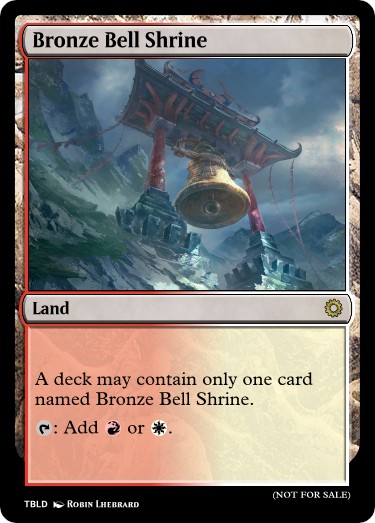 Bronze Bell Shrine
Land
A deck may contain only one card
named Bronze Bell Shrine.
: Add or .
(NOT FOR SALE)
TBLD Robin Lhebrard